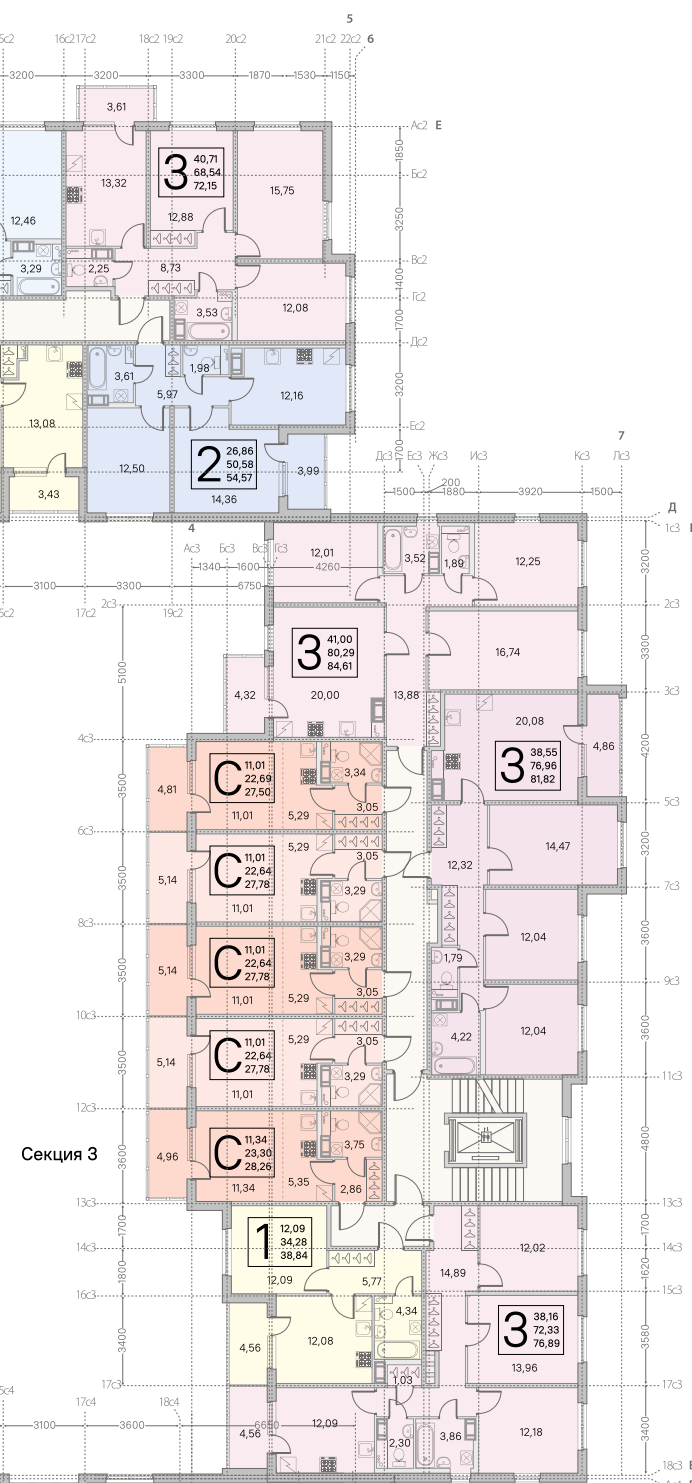 5
5с2 16с2 17с2 18с2 19с2 20с2 21с2 22с2 6
3200 3200 3300 1870 1530 1150
3,61
Ас2 Е
1850
3 40,71
68,54
72,15
13,32
15,75
Бс2
12,46
12,88
3250
Вс2
3,29
2,25
8,73
1400
Гс2
3,53
12,08
1700
Дс2
3,61
1,98
5,97
12,16
3200
13,08
Ес2
7
2 26,86
50,58
54,57
1700
Дс3 Ес3 Жс3 Ис3 Кс3 Лс3
12,50
3,99
200
3,43
14,36
1500 1880 3920 1500
Д
4
1с3
Ас3 Бс3 Вс3 Гс3
12,01
3,52
1,89
12,25
3200
1340 1600 4260
3100 3300 6750
2с3
2с3
5с2 17с2 19с2
3 41,00
80,29
84,61
16,74
3300
5100
4,32
20,00
13,88
3с3
20,08
4,86
4с3
3 38,55
76,96
81,82
4200
С 11,01
22,69
27,50
3,34
4,81
3500
3,05
11,01
5,29
5с3
6с3
5,29
3,05
14,47
3200
С 11,01
22,64
27,78
12,32
5,14
3500
3,29
7с3
11,01
8с3
12,04
3600
С 11,01
22,64
27,78
3,29
1,79
5,14
3500
9с3
3,05
11,01
5,29
10с3
4,22
12,04
3600
5,29
3,05
С 11,01
22,64
27,78
5,14
3500
3,29
11с3
11,01
12с3
4800
С 11,34
23,30
28,26
3,75
Секция 3
4,96
3600
11,34
5,35
2,86
13с3
13с3
1700
1700
1 12,09
34,28
38,84
14с3
12,02
14с3
14,89
1620
1800
12,09
5,77
15с3
16с3
4,34
3 38,16
72,33
76,89
4,56
12,08
3400
3580
13,96
1,03
17с3
17с3
5с4 17с4 18с4
3100 3600 6650
4,56
12,09
2,30
3,86
12,18
3400
18с3